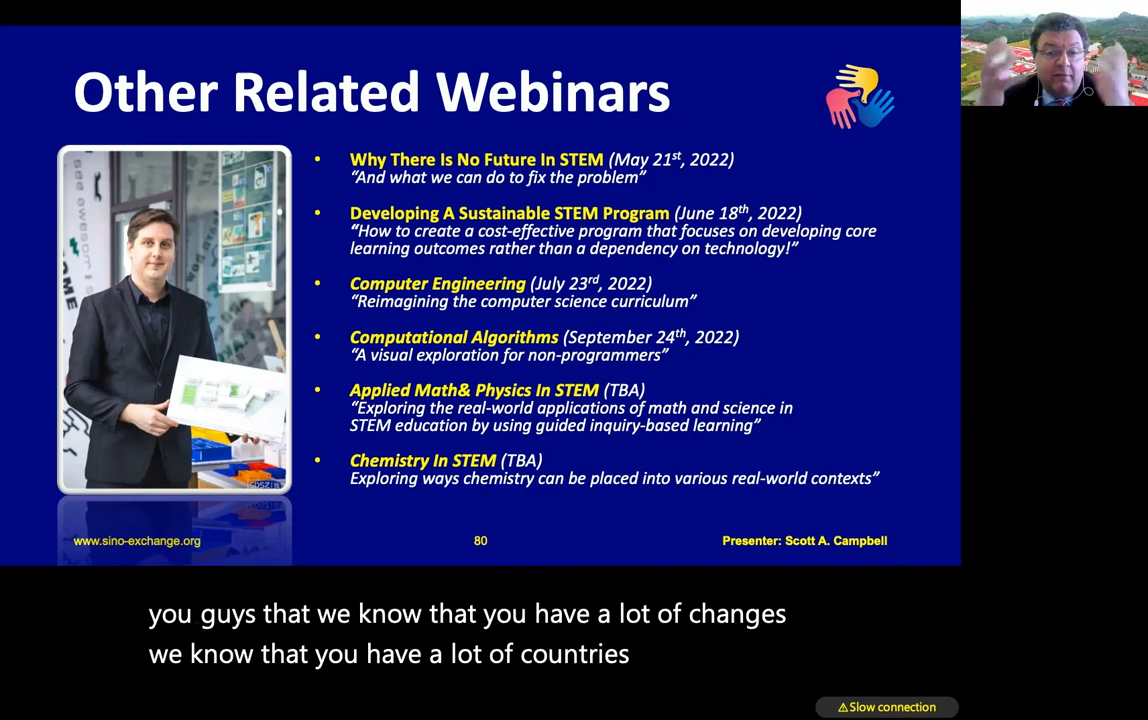 Other Related Webinars
• Why There Is No Future In STEM (May 21st, 2022)
“And what we can do to fix the problem”
• Developing A Sustainable STEM Program (June 18th, 2022)
“How to create a cost-effective program that focuses on developing core
learning outcomes rather than a dependency on technology!”
• Computer Engineering (July 23rd, 2022)
“Reimagining the computer science curriculum”
• Computational Algorithms (September 24th, 2022)
“A visual exploration for non-programmers”
• Applied Math& Physics In STEM (TBA)
“Exploring the real-world applications of math and science in
STEM education by using guided inquiry-based learning”
• Chemistry In STEM (TBA)
Exploring ways chemistry can be placed into various real-world contexts”
www.sino-exchange.org
80
Presenter: Scott A. Campbell
you guys that we know that you have a lot of changes
we know that you have a lot of countries
⚠Slow connection